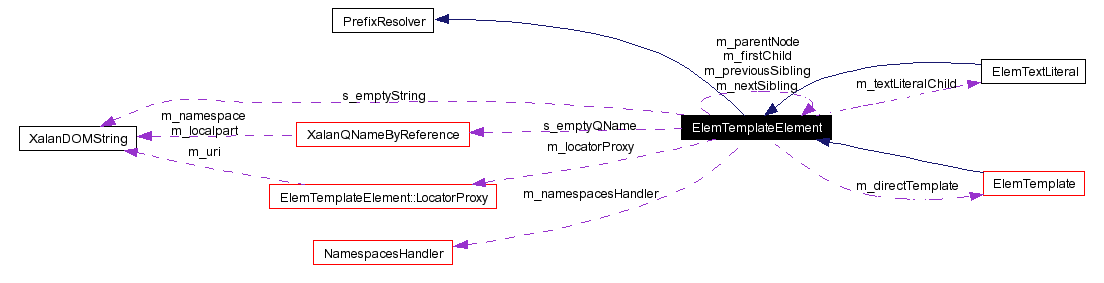 PrefixResolver
m_parentNode
m_firstChild
m_previousSibling
m_nextSibling
ElemTextLiteral
m_textLiteralChild
s_emptyString
m_namespace
m_localpart
XalanDOMString
XalanQNameByReference
s_emptyQName
ElemTemplateElement
m_uri
m_locatorProxy
ElemTemplateElement::LocatorProxy
m_namespacesHandler
m_directTemplate
ElemTemplate
NamespacesHandler